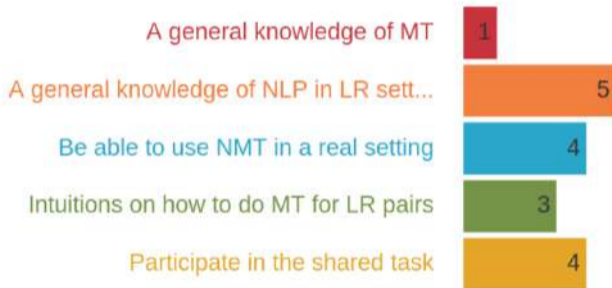 A general knowledge of MT 1
A general knowledge of NLP in LR sett... 5
Be able to use NMT in a real setting 4
Intuitions on how to do MT for LR pairs 3
Participate in the shared task 4